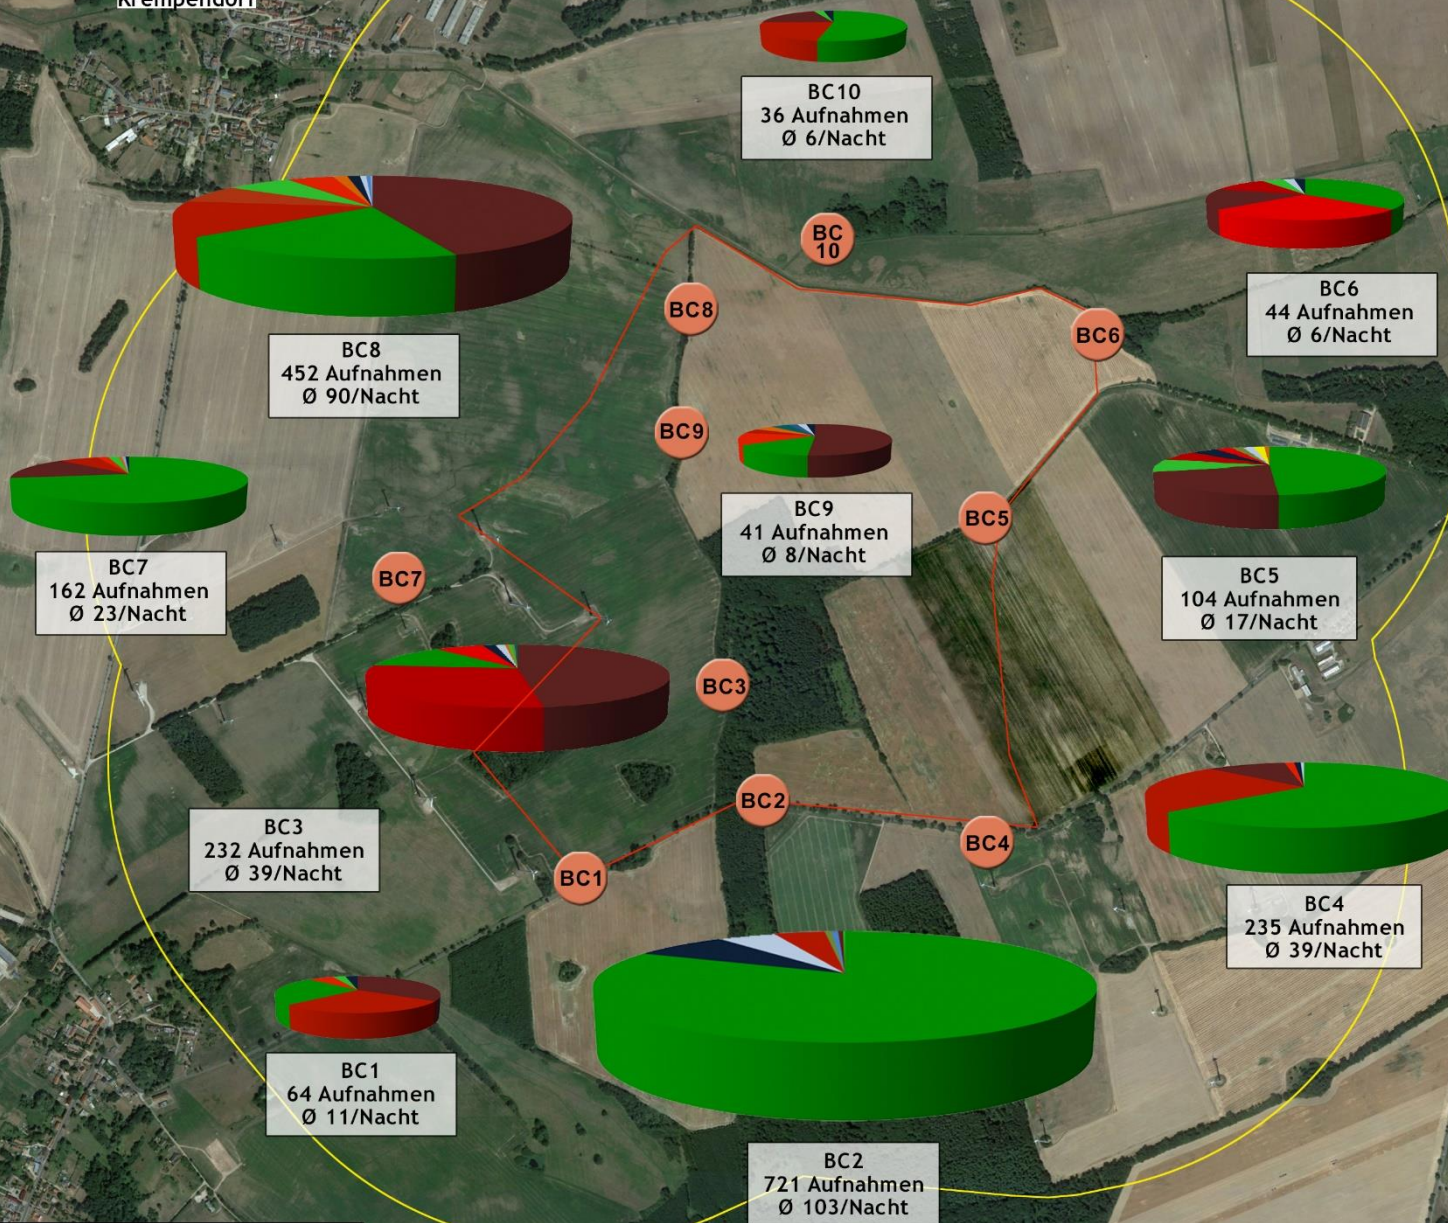 Krempendorf
BC10
36 Aufnahmen
Ø 6/Nacht
BC
10
BC6
44 Aufnahmen
Ø 6/Nacht
BC8
BC6
BC8
452 Aufnahmen
Ø 90/Nacht
BC9
BC9
41 Aufnahmen
Ø 8/Nacht
BC5
BC7
162 Aufnahmen
Ø 23/Nacht
BC7
BC5
104 Aufnahmen
Ø 17/Nacht
BC3
BC2
BC3
232 Aufnahmen
Ø 39/Nacht
BC4
BC1
BC4
235 Aufnahmen
Ø 39/Nacht
BC1
64 Aufnahmen
Ø 11/Nacht
BC2
721 Aufnahmen
Ø 103/Nacht